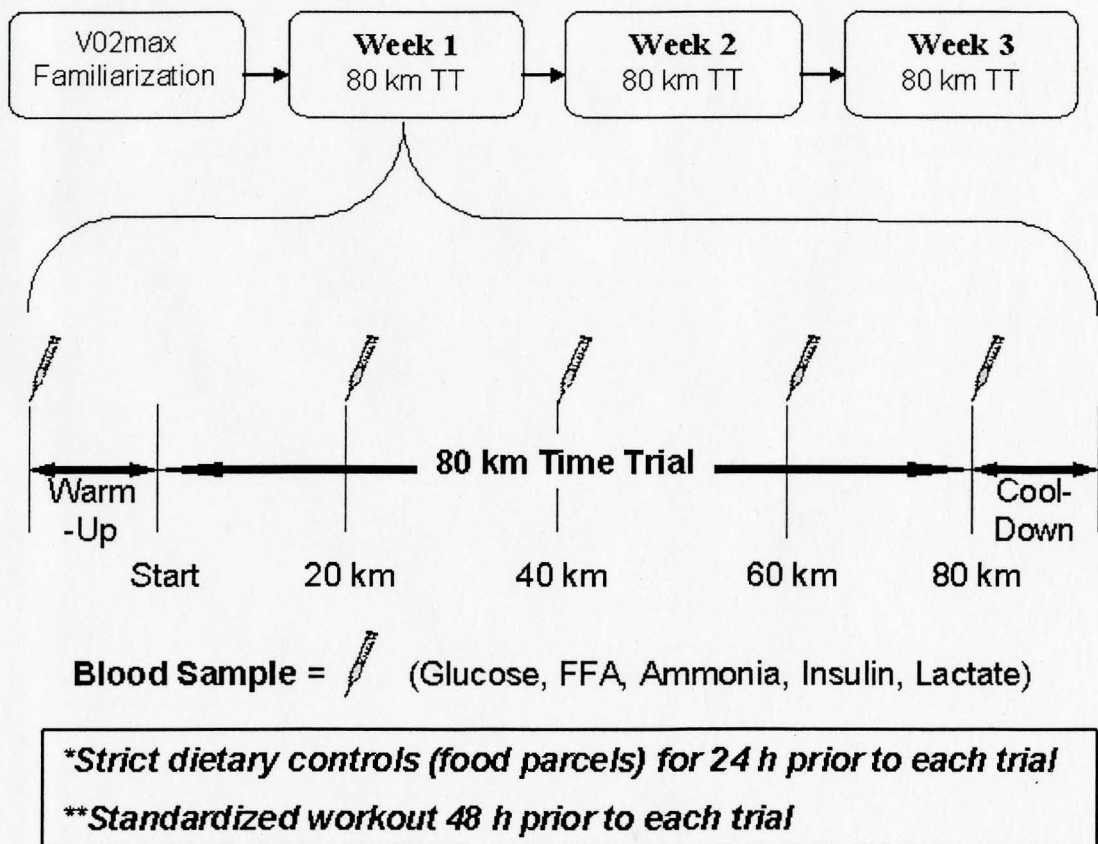 V02max
Familiarization
Week 1
80 km TT
Week 2
80 km TT
Week 3
80 km TT
80 km Time Trial
Warm
-Up
Cool-
Down
Start
20 km
40 km
60 km
80 km
Blood Sample = (Glucose, FFA, Ammonia, Insulin, Lactate)
*Strict dietary controls (food parcels) for 24 h prior to each trial
**Standardized workout 48 h prior to each trial